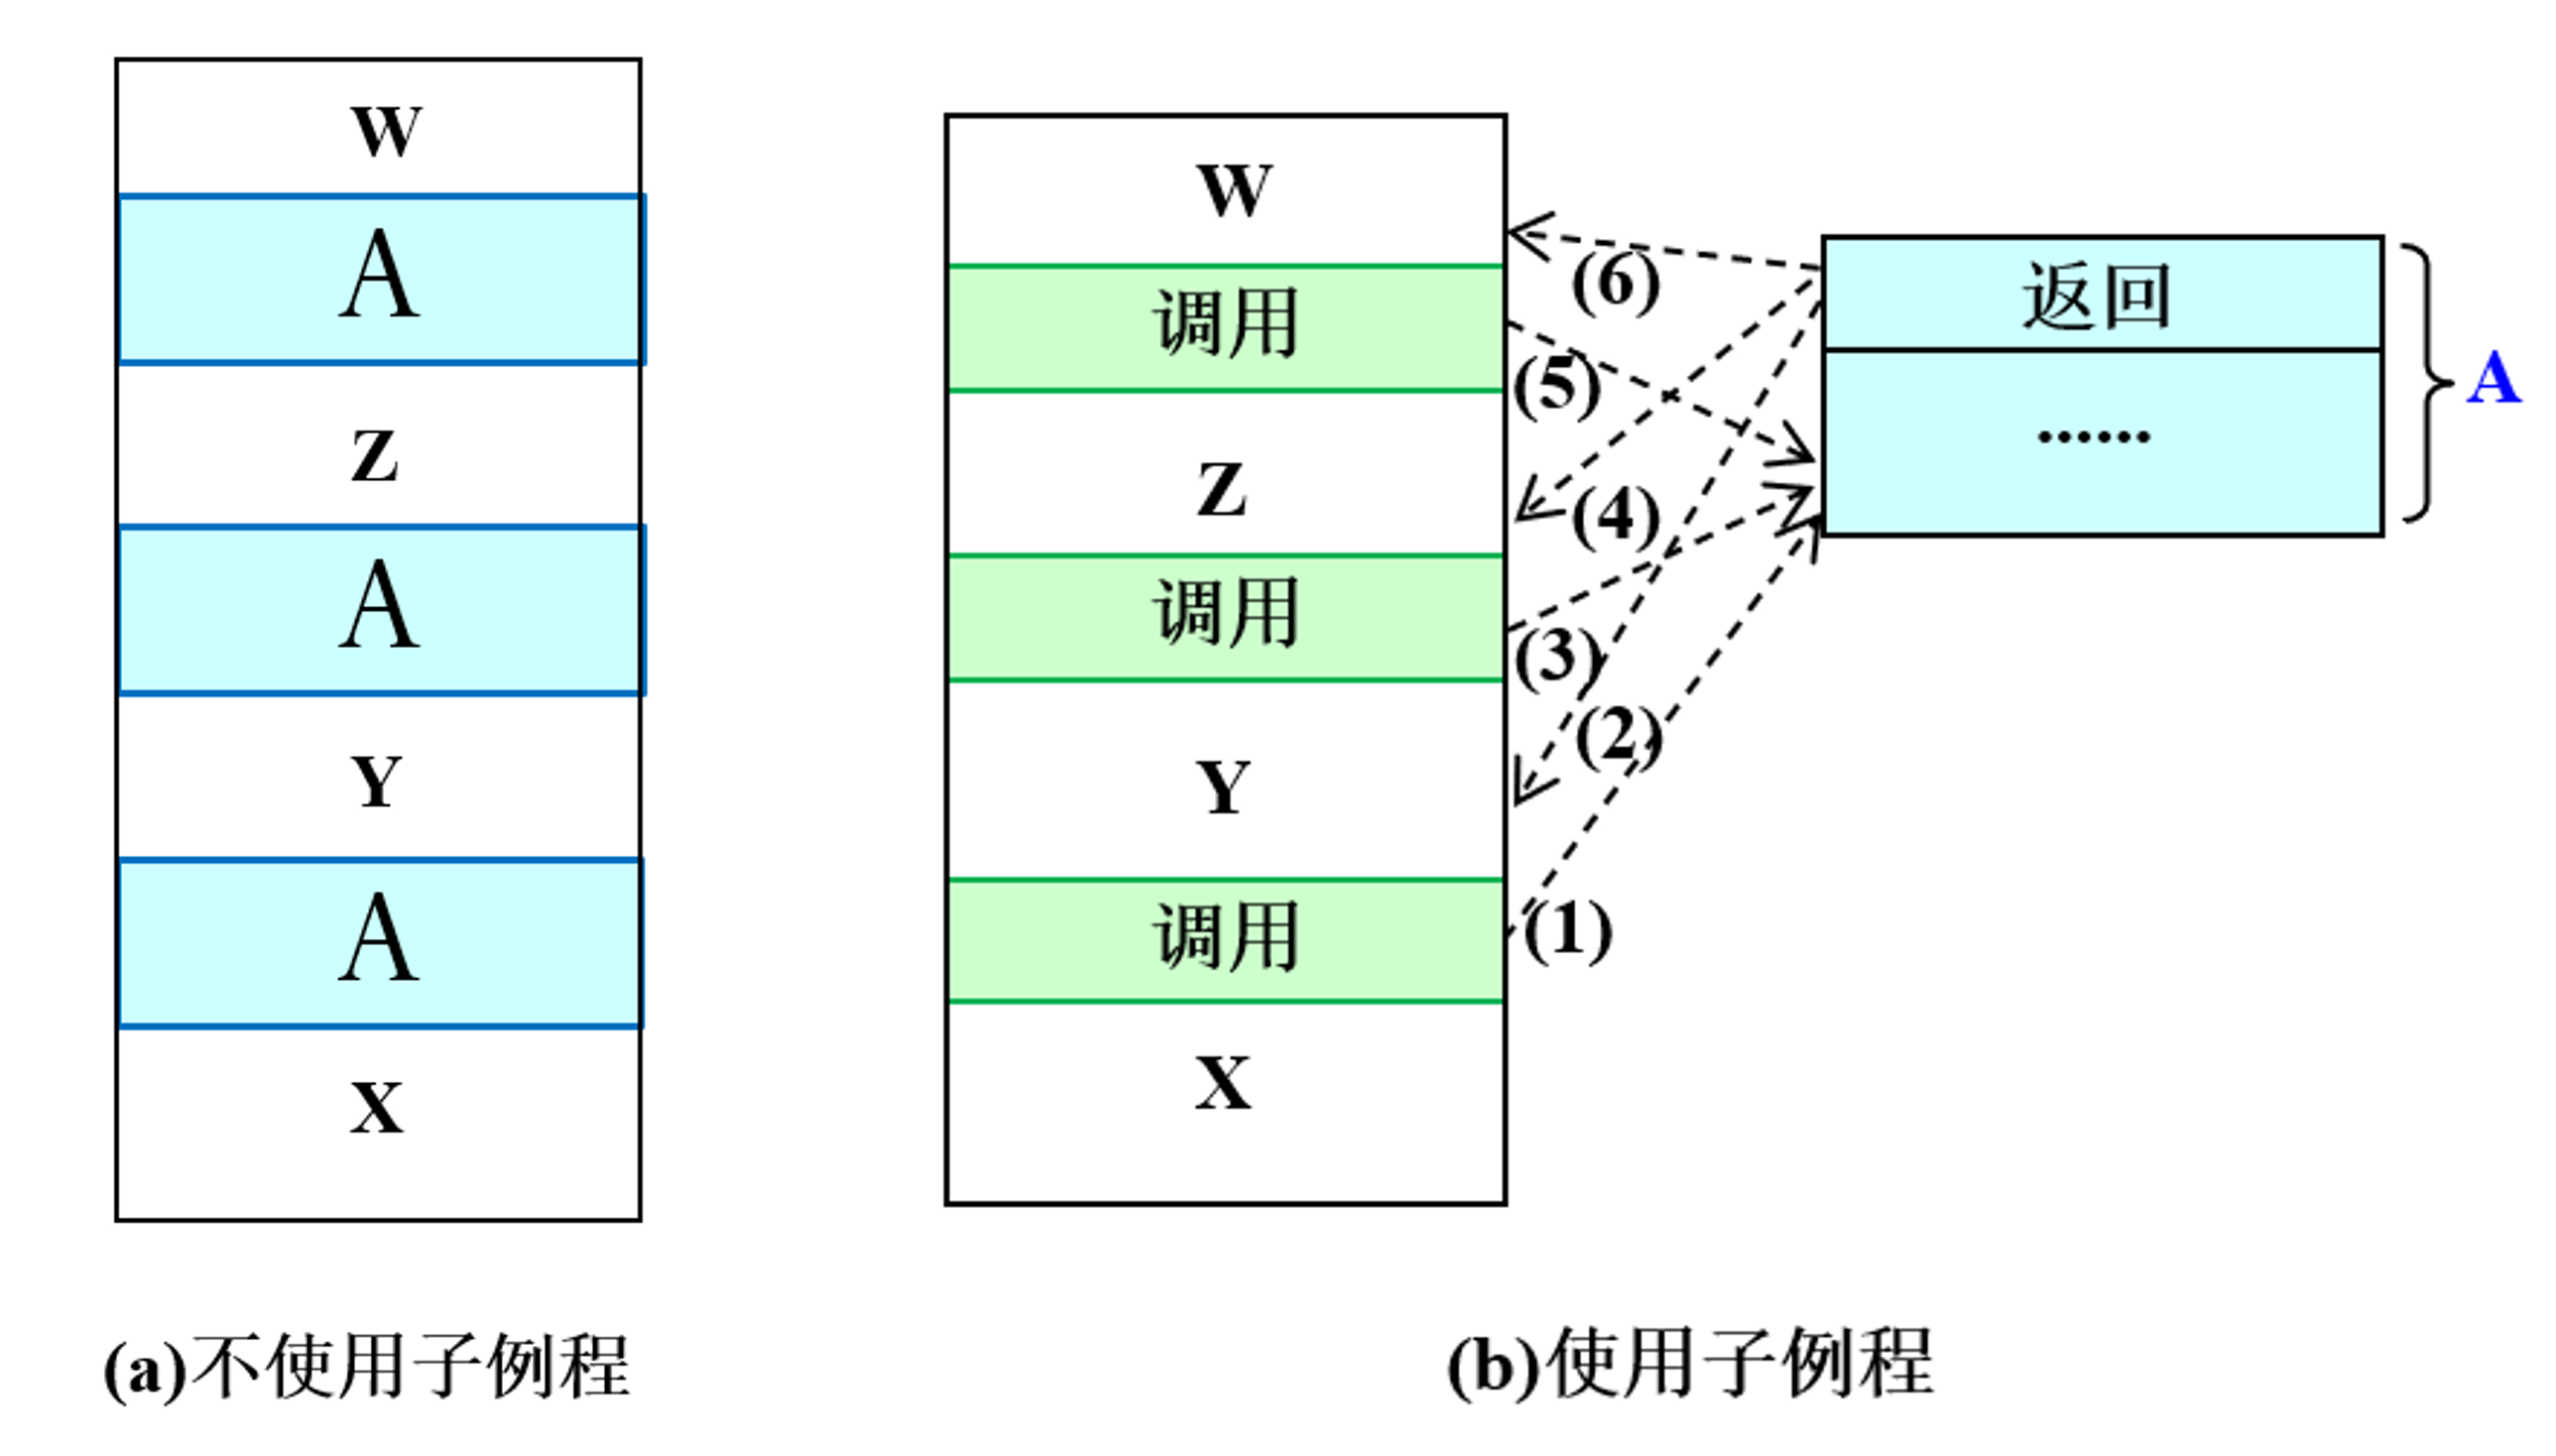 W
A
Z
A
Y
A
X
(a)不使用子例程
W
调用
Z
调用
Y
调用
X
(6)
(5)
(4)
(3)
(2)
(1)
返回
......
A
(b)使用子例程